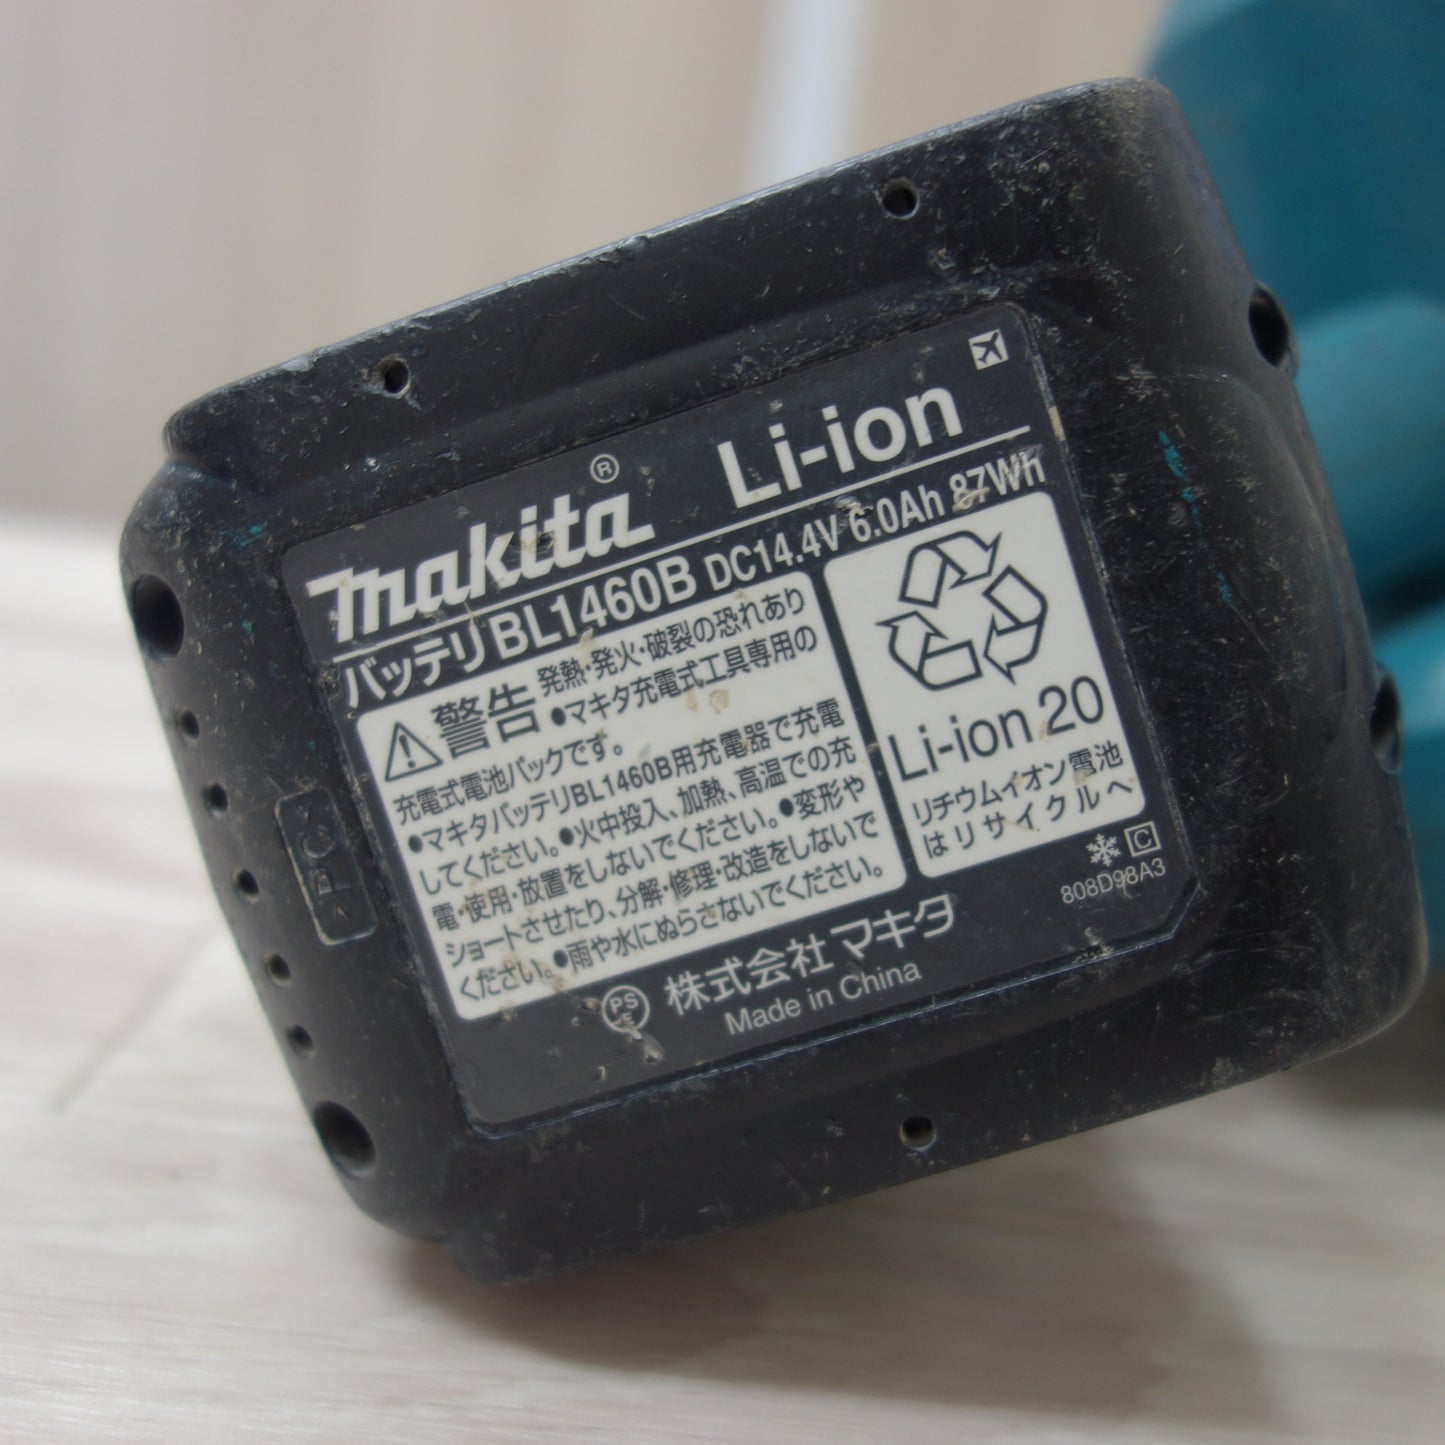 makita® Li-ion
バッテリBL1460B DC14.4V 6.0Ah 87Wh
警告 発熱・発火・破裂の恐れあり
●マキタ充電式工具専用の
充電式電池パックです。
●マキタバッテリBL1460B用充電器で充電
してください。●火中投入、加熱、高温での充
電・使用・放置をしないでください。●変形や
ショートさせたり、分解・修理・改造をしないで
ください。●雨や水にぬらさないでください。
Li-ion 20
リチウムイオン電池
はリサイクルへ
C
808D98A3
PS
E
株式会社マキタ
Made in China
>PC<